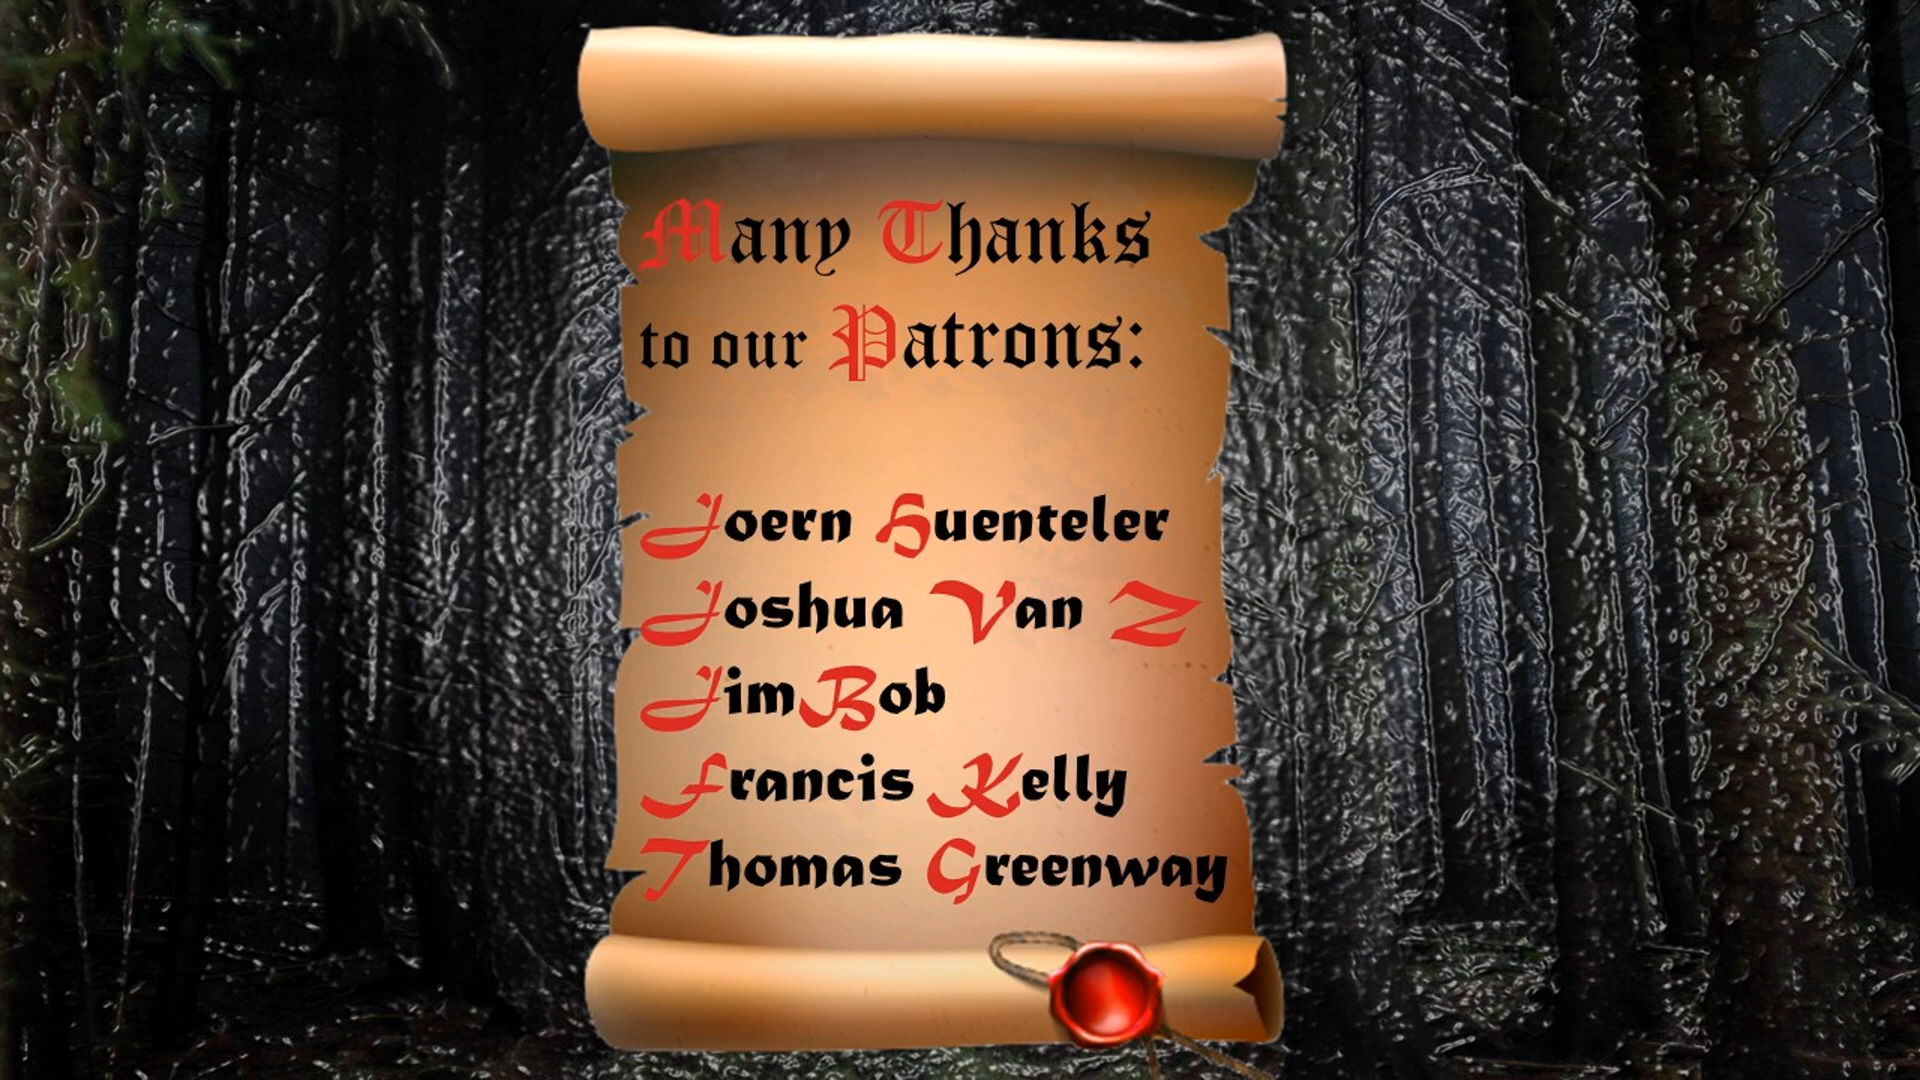 Many Thanks
to our Patrons:
Joern Huenteler
Joshua Van Z
JimBob
Francis Kelly
Thomas Greenway